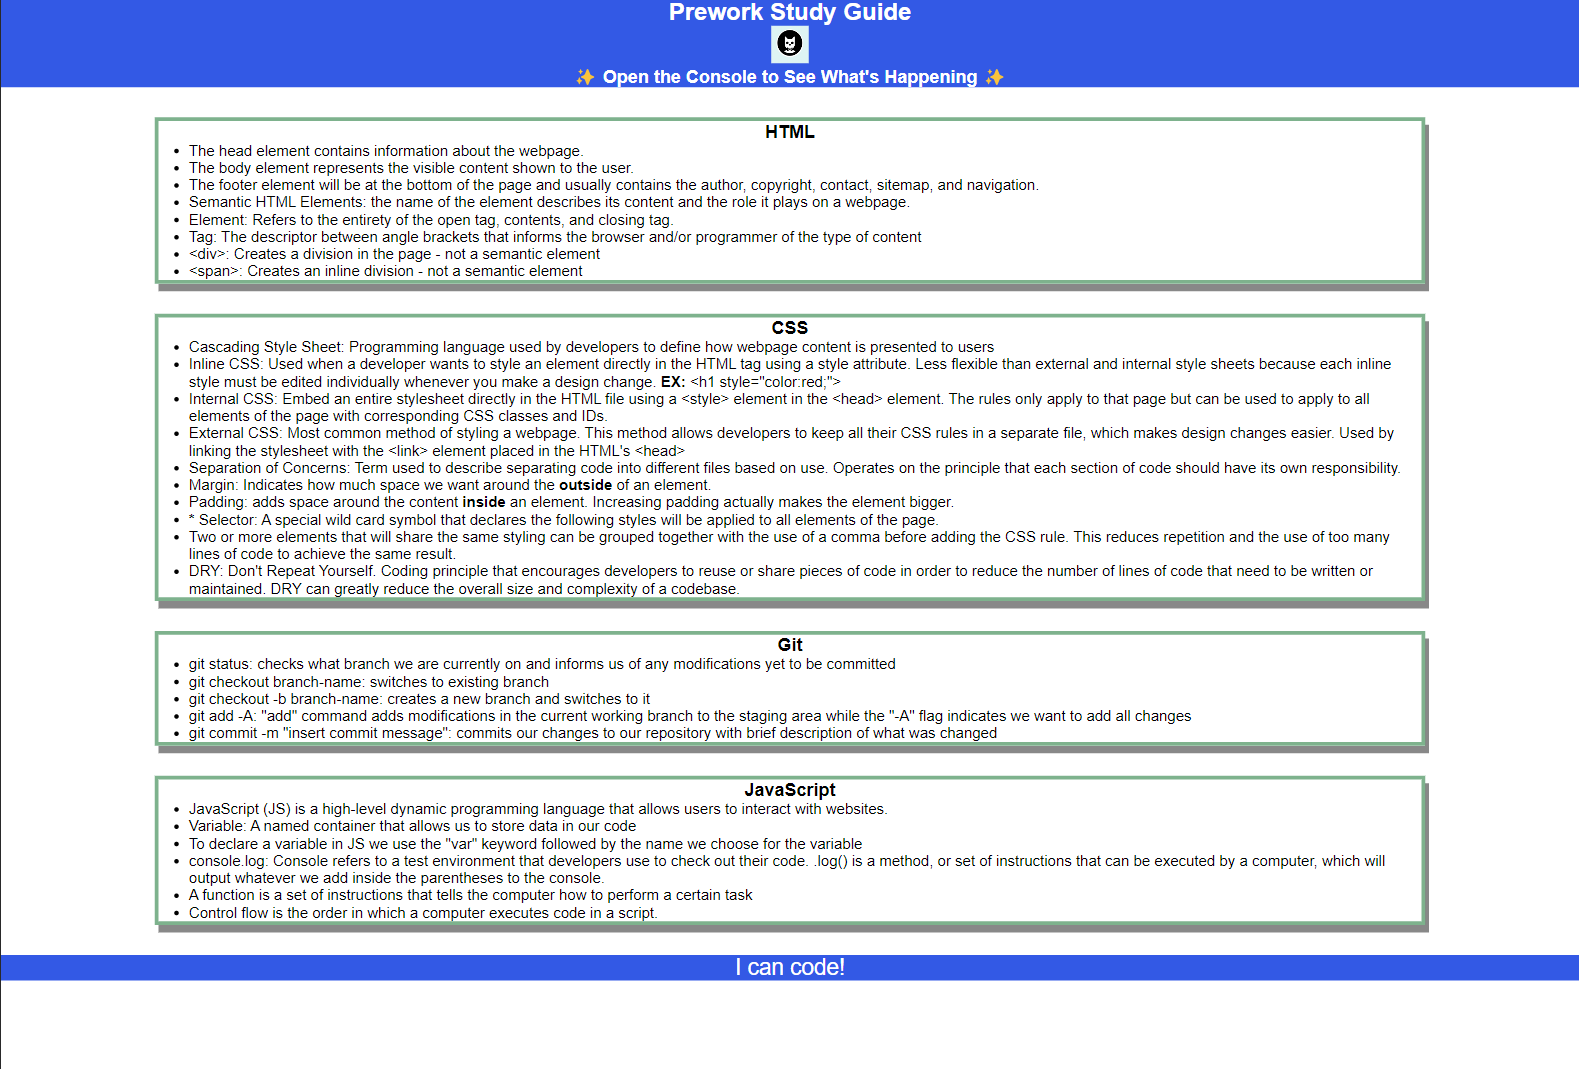 Prework Study Guide
✨ Open the Console to See What's Happening ✨
HTML
• The head element contains information about the webpage.
• The body element represents the visible content shown to the user.
• The footer element will be at the bottom of the page and usually contains the author, copyright, contact, sitemap, and navigation.
• Semantic HTML Elements: the name of the element describes its content and the role it plays on a webpage.
• Element: Refers to the entirety of the open tag, contents, and closing tag.
• Tag: The descriptor between angle brackets that informs the browser and/or programmer of the type of content
• <div>: Creates a division in the page - not a semantic element
• <span>: Creates an inline division - not a semantic element
CSS
• Cascading Style Sheet: Programming language used by developers to define how webpage content is presented to users
• Inline CSS: Used when a developer wants to style an element directly in the HTML tag using a style attribute. Less flexible than external and internal style sheets because each inline
style must be edited individually whenever you make a design change. EX: <h1 style="color:red;">
• Internal CSS: Embed an entire stylesheet directly in the HTML file using a <style> element in the <head> element. The rules only apply to that page but can be used to apply to all
elements of the page with corresponding CSS classes and IDs.
• External CSS: Most common method of styling a webpage. This method allows developers to keep all their CSS rules in a separate file, which makes design changes easier. Used by
linking the stylesheet with the <link> element placed in the HTML's <head>
• Separation of Concerns: Term used to describe separating code into different files based on use. Operates on the principle that each section of code should have its own responsibility.
• Margin: Indicates how much space we want around the outside of an element.
• Padding: adds space around the content inside an element. Increasing padding actually makes the element bigger.
• * Selector: A special wild card symbol that declares the following styles will be applied to all elements of the page.
• Two or more elements that will share the same styling can be grouped together with the use of a comma before adding the CSS rule. This reduces repetition and the use of too many
lines of code to achieve the same result.
• DRY: Don't Repeat Yourself. Coding principle that encourages developers to reuse or share pieces of code in order to reduce the number of lines of code that need to be written or
maintained. DRY can greatly reduce the overall size and complexity of a codebase.
Git
• git status: checks what branch we are currently on and informs us of any modifications yet to be committed
• git checkout branch-name: switches to existing branch
• git checkout -b branch-name: creates a new branch and switches to it
• git add -A: "add" command adds modifications in the current working branch to the staging area while the "-A" flag indicates we want to add all changes
• git commit -m "insert commit message": commits our changes to our repository with brief description of what was changed
JavaScript
• JavaScript (JS) is a high-level dynamic programming language that allows users to interact with websites.
• Variable: A named container that allows us to store data in our code
• To declare a variable in JS we use the "var" keyword followed by the name we choose for the variable
• console.log: Console refers to a test environment that developers use to check out their code. .log() is a method, or set of instructions that can be executed by a computer, which will
output whatever we add inside the parentheses to the console.
• A function is a set of instructions that tells the computer how to perform a certain task
• Control flow is the order in which a computer executes code in a script.
I can code!